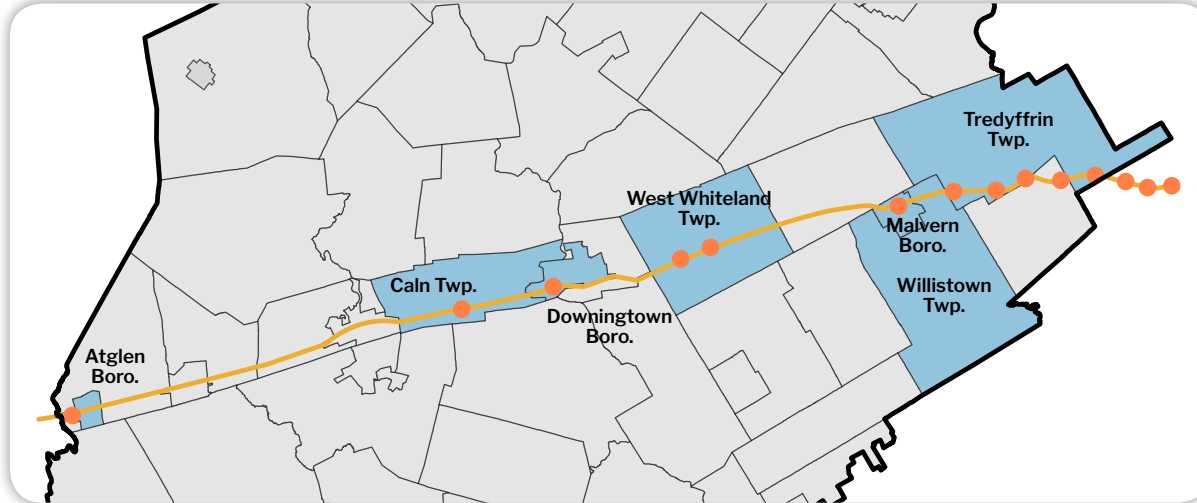 Tredyffrin
Twp.
West Whiteland
Twp.
Malvern
Boro.
Caln Twp.
Willistown
Twp.
Downingtown
Boro.
Atglen
Boro.